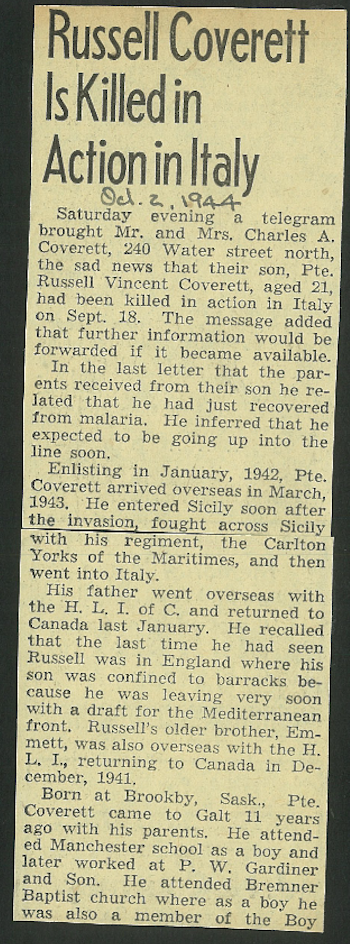 Russell Coverett
Is Killed in
Action in Italy
Oct. 2, 1944
Saturday evening a telegram
brought Mr. and Mrs. Charles A.
Coverett, 240 Water street north,
the sad news that their son, Pte.
Russell Vincent Coverett, aged 21,
had been killed in action in Italy
on Sept. 18. The message added
that further information would be
forwarded if it became available.
In the last letter that the par-
ents received from their son he re-
lated that he had just recovered
from malaria. He inferred that he
expected to be going up into the
line soon.
Enlisting in January, 1942, Pte.
Coverett arrived overseas in March,
1943. He entered Sicily soon after
the invasion, fought across Sicily
with his regiment, the Carlton
Yorks of the Maritimes, and then
went into Italy.
His father went overseas with
the H. L. I. of C. and returned to
Canada last January. He recalled
that the last time he had seen
Russell was in England where his
son was confined to barracks be-
cause he was leaving very soon
with a draft for the Mediterranean
front. Russell's older brother, Em-
mett, was also overseas with the H.
L. I., returning to Canada in De-
cember, 1941.
Born at Brookby, Sask., Pte.
Coverett came to Galt 11 years
ago with his parents. He attend-
ed Manchester school as a boy and
later worked at P. W. Gardiner
and Son. He attended Bremner
Baptist church where as a boy he
was also a member of the Boy